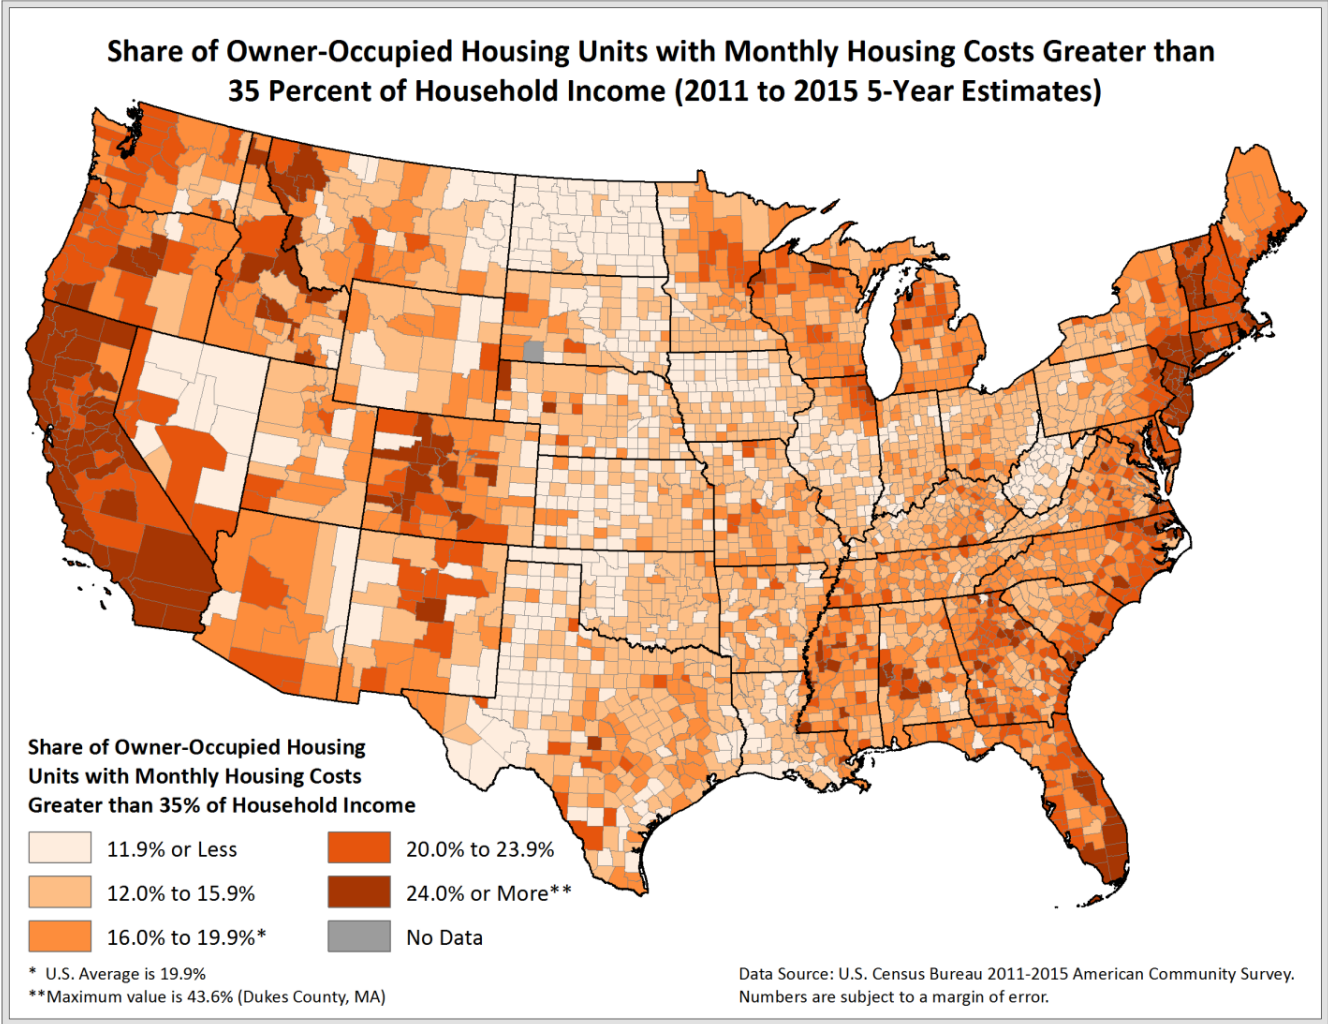 Share of Owner-Occupied Housing Units with Monthly Housing Costs Greater than
35 Percent of Household Income (2011 to 2015 5-Year Estimates)
Share of Owner-Occupied Housing
Units with Monthly Housing Costs
Greater than 35% of Household Income
11.9% or Less
12.0% to 15.9%
16.0% to 19.9%*
20.0% to 23.9%
24.0% or More**
No Data
* U.S. Average is 19.9%
**Maximum value is 43.6% (Dukes County, MA)
Data Source: U.S. Census Bureau 2011-2015 American Community Survey.
Numbers are subject to a margin of error.